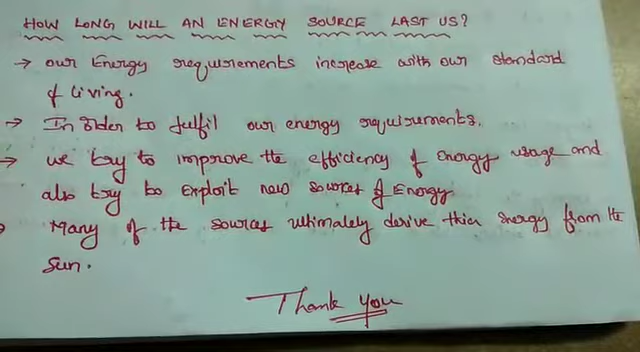 HOW LONG WILL AN ENERGY SOURCE LAST US?
→ our Energy requirements increase with our standard
of living.
→ In order to fulfil our energy requirements.
→ we try to improve the efficiency of energy usage and
also try to exploit new sources of Energy
Many of the sources ultimately derive their energy from the
Sun.
Thank you